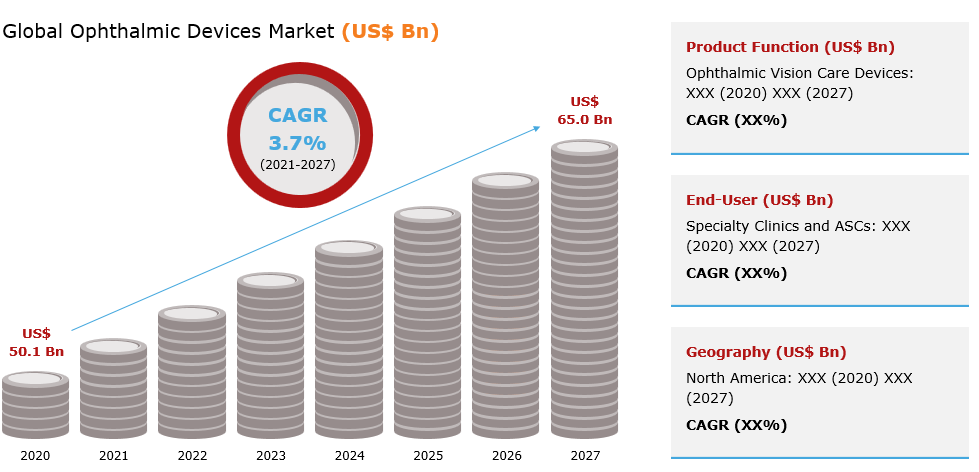 Global Ophthalmic Devices Market (US$ Bn)
CAGR
3.7%
(2021-2027)
US$
50.1 Bn
US$
65.0 Bn
2020
2021
2022
2023
2024
2025
2026
2027
Product Function (US$ Bn)
Ophthalmic Vision Care Devices:
XXX (2020) XXX (2027)
CAGR (XX%)
End-User (US$ Bn)
Specialty Clinics and ASCs: XXX
(2020) XXX (2027)
CAGR (XX%)
Geography (US$ Bn)
North America: XXX (2020) XXX
(2027)
CAGR (XX%)